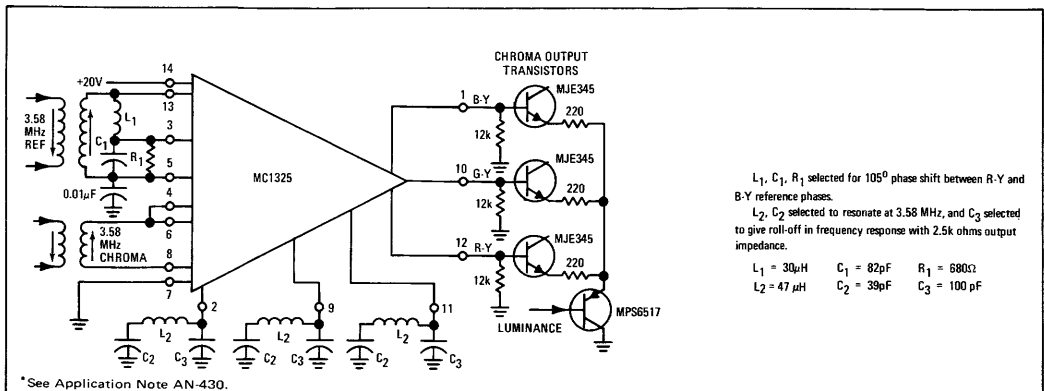 CHROMA OUTPUT
TRANSISTORS
14
+20V
13
3.58
MHz
REF
L1
C1
R1
3
5
0.01μF
4
6
3.58
MHz
CHROMA
8
7
MC1325
2
9
11
L2
C2
C3
L2
C2
C3
L2
C2
C3
1 B-Y
12k
MJE345
220
10 G-Y
12k
MJE345
220
12 R-Y
12k
MJE345
220
LUMINANCE
MPS6517
L1, C1, R1 selected for 105° phase shift between R-Y and
B-Y reference phases.
L2, C2 selected to resonate at 3.58 MHz, and C3 selected
to give roll-off in frequency response with 2.5k ohms output
impedance.
L1 = 30μH C1 = 82pF R1 = 680Ω
L2 = 47 μH C2 = 39pF C3 = 100 pF
*See Application Note AN-430.